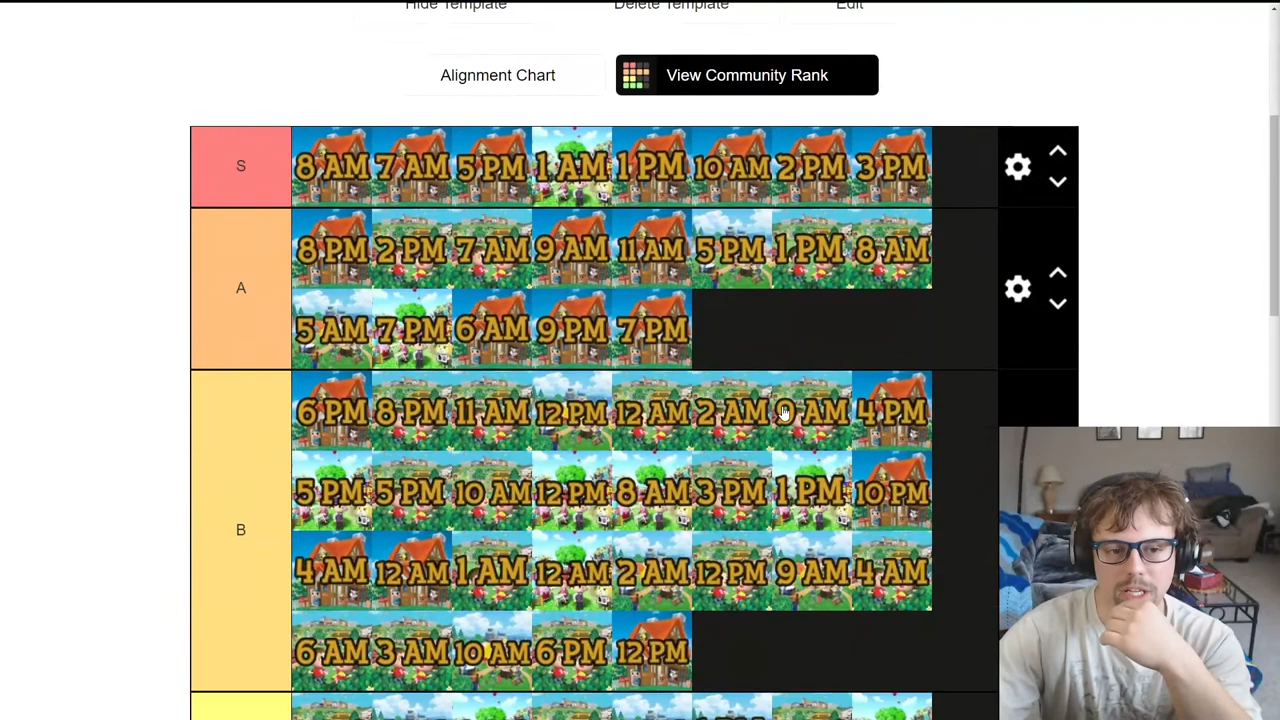 Hide Template Delete Template Edit
Alignment Chart View Community Rank
S 8 AM 7 AM 5 PM 1 AM 1 PM 10 AM 2 PM 3 PM
A
8 PM 2 PM 7 AM 9 AM 11 AM 5 PM 1 PM 8 AM
5 AM 7 PM 6 AM 9 PM 7 PM
B
6 PM 8 PM 11 AM 12 PM 12 AM 2 AM 9 AM 4 PM
5 PM 5 PM 10 AM 12 PM 8 AM 3 PM 1 PM 10 PM
4 AM 12 AM 1 AM 12 AM 2 AM 12 PM 9 AM 4 AM
6 AM 3 AM 10 AM 6 PM 12 PM